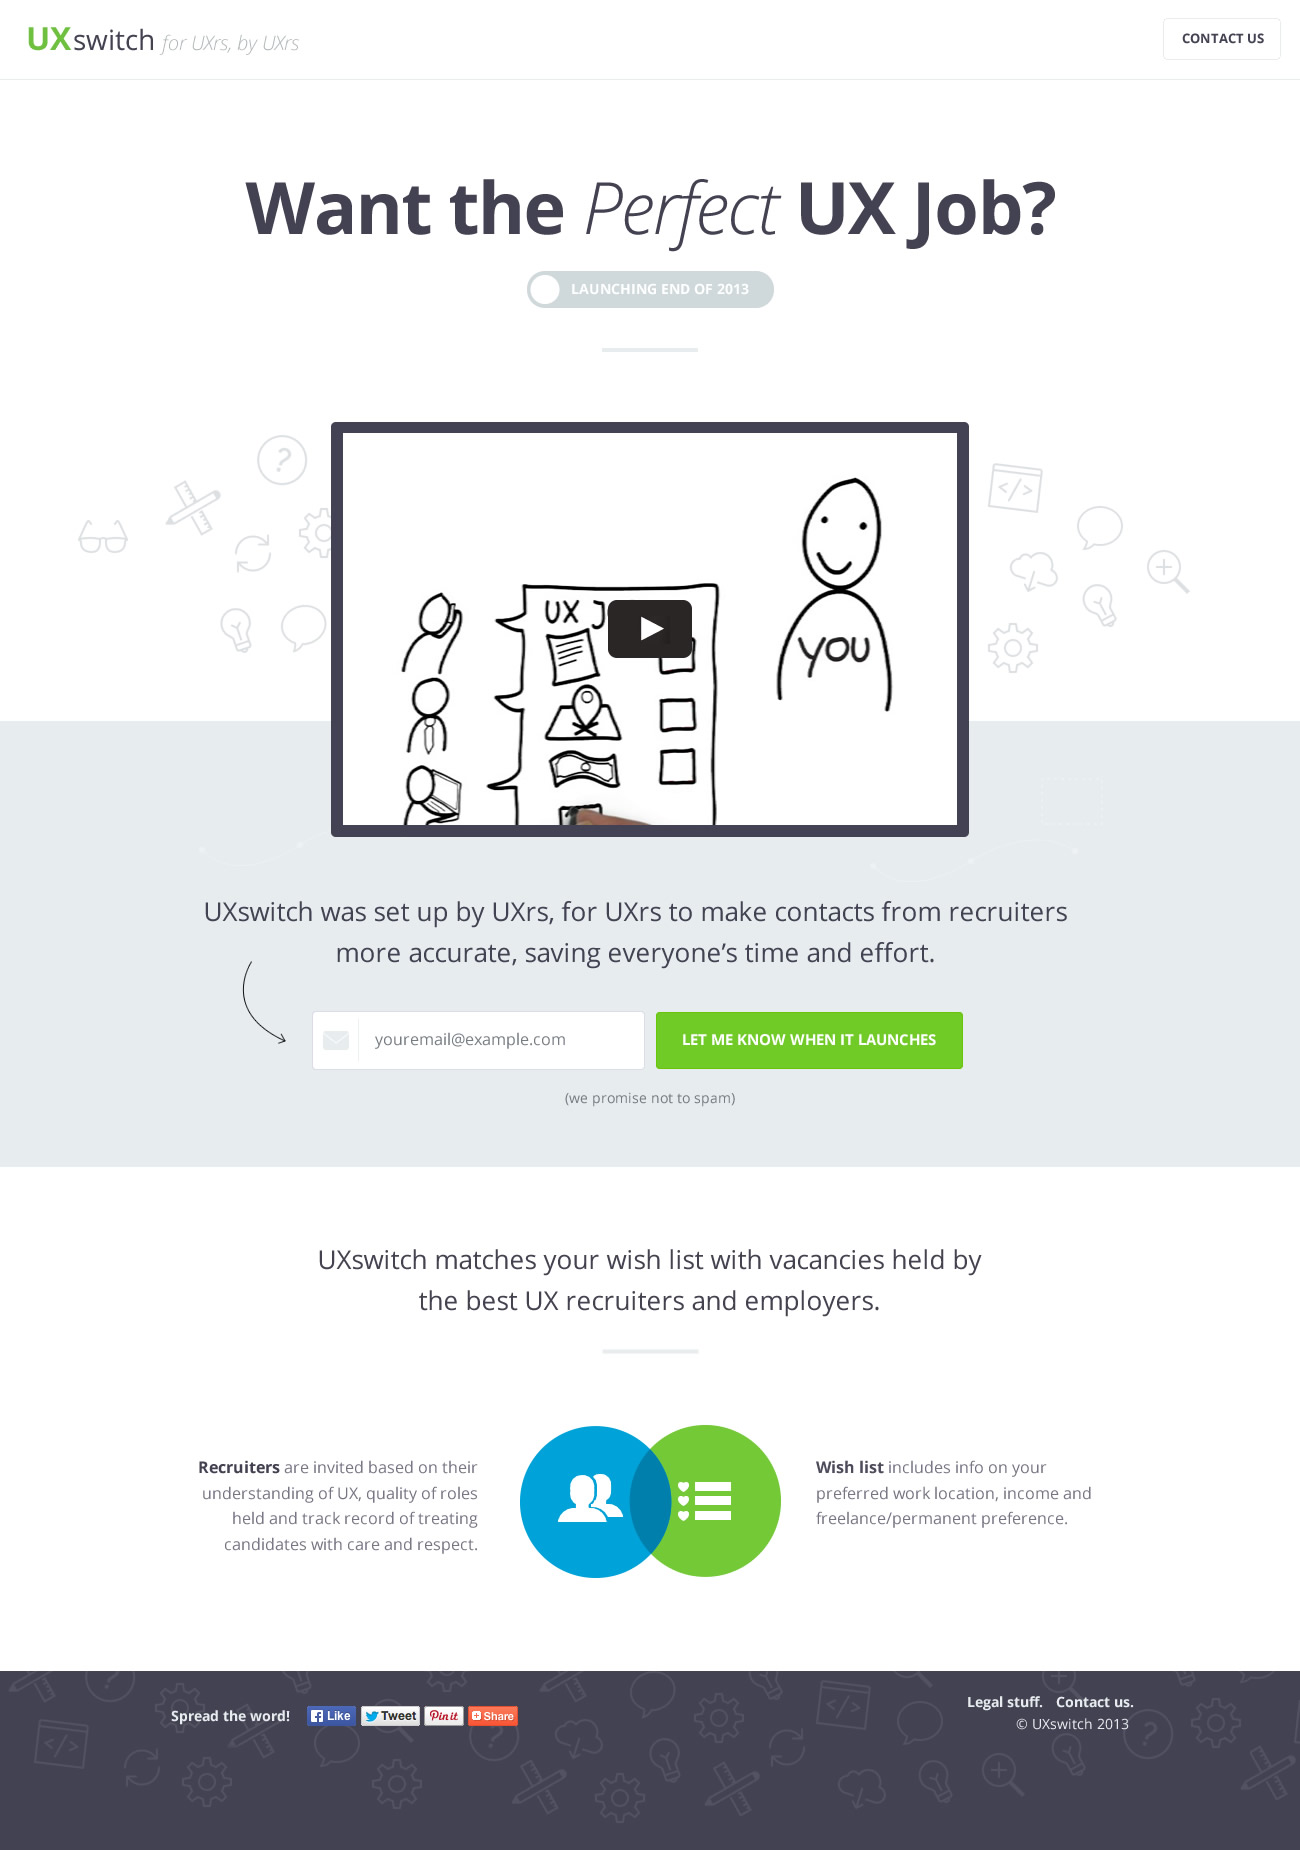 UXswitch for UXrs, by UXrs
CONTACT US
Want the Perfect UX Job?
LAUNCHING END OF 2013
UX J
YOU
UXswitch was set up by UXrs, for UXrs to make contacts from recruiters
more accurate, saving everyone’s time and effort.
youremail@example.com
LET ME KNOW WHEN IT LAUNCHES
(we promise not to spam)
UXswitch matches your wish list with vacancies held by
the best UX recruiters and employers.
Recruiters are invited based on their
understanding of UX, quality of roles
held and track record of treating
candidates with care and respect.
Wish list includes info on your
preferred work location, income and
freelance/permanent preference.
Spread the word!
Like
Tweet
Pin it
Share
Legal stuff. Contact us.
© UXswitch 2013